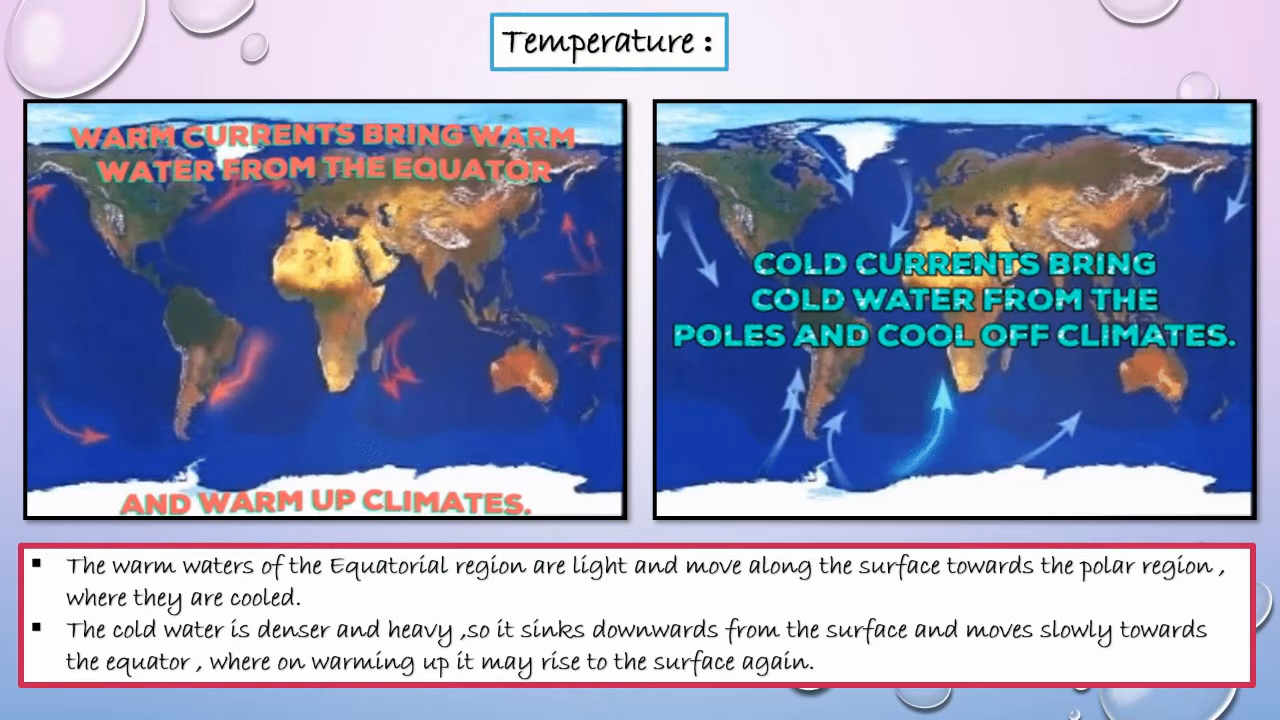 Temperature :
WARM CURRENTS BRING WARM
WATER FROM THE EQUATOR
AND WARM UP CLIMATES.
COLD CURRENTS BRING
COLD WATER FROM THE
POLES AND COOL OFF CLIMATES.
▪ The warm waters of the Equatorial region are light and move along the surface towards the polar region ,
where they are cooled.
▪ The cold water is denser and heavy ,so it sinks downwards from the surface and moves slowly towards
the equator , where on warming up it may rise to the surface again.